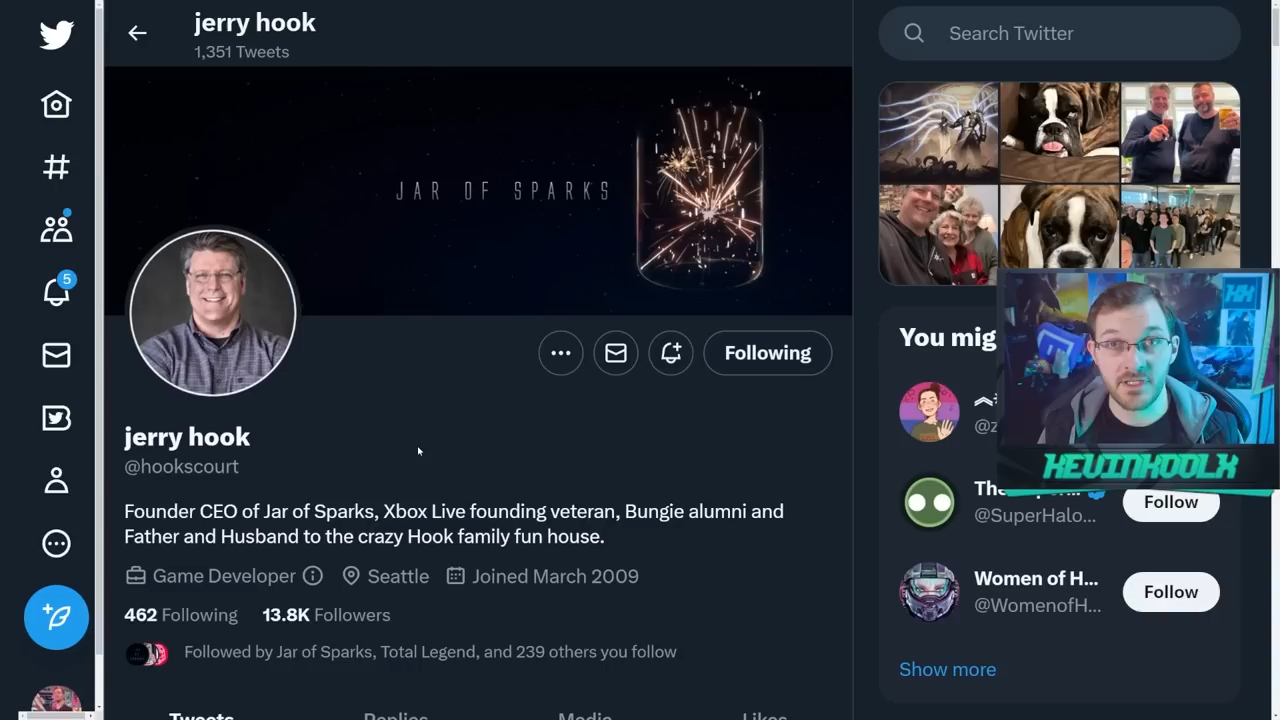 jerry hook
1,351 Tweets
Search Twitter
JAR OF SPARKS
5
Following
You mig
jerry hook
@hookscourt
Founder CEO of Jar of Sparks, Xbox Live founding veteran, Bungie alumni and
Father and Husband to the crazy Hook family fun house.
Game Developer Seattle Joined March 2009
462 Following 13.8K Followers
Followed by Jar of Sparks, Total Legend, and 239 others you follow
Tweets Replies Media Likes
@z
KEVINKOOLX
Follow
@SuperHalo...
Women of H...
@WomenofH...
Follow
Show more